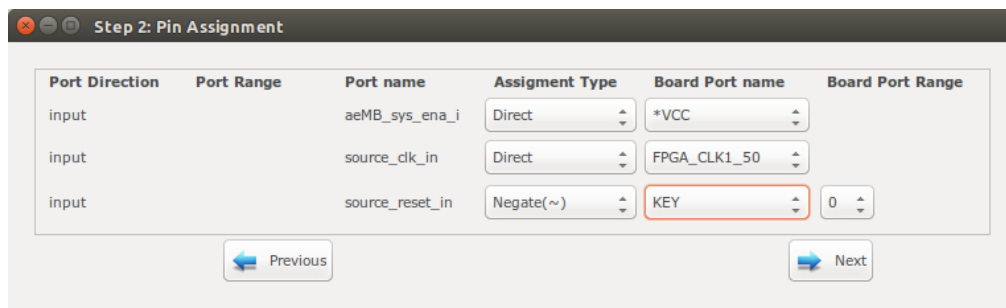 Step 2: Pin Assignment
Port Direction Port Range Port name Assigment Type Board Port name Board Port Range
input aeMB_sys_ena_i Direct *VCC
input source_clk_in Direct FPGA_CLK1_50
input source_reset_in Negate(~) KEY 0
Previous Next